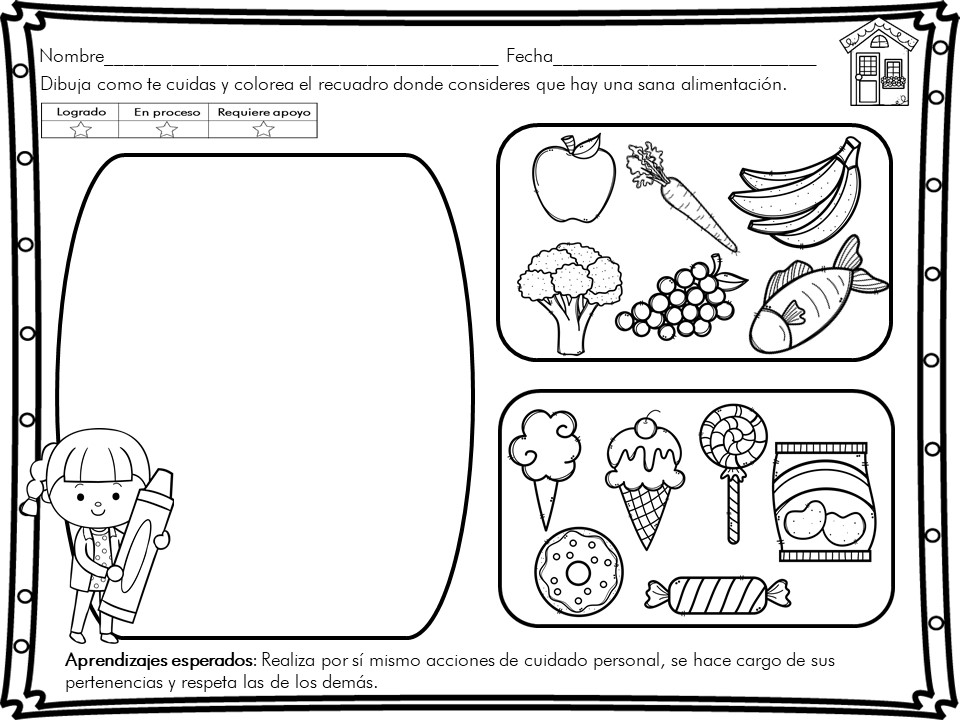 Nombre________________________________________ Fecha___________________________
Dibuja como te cuidas y colorea el recuadro donde consideres que hay una sana alimentación.
Logrado En proceso Requiere apoyo
Aprendizajes esperados: Realiza por sí mismo acciones de cuidado personal, se hace cargo de sus
pertenencias y respeta las de los demás.